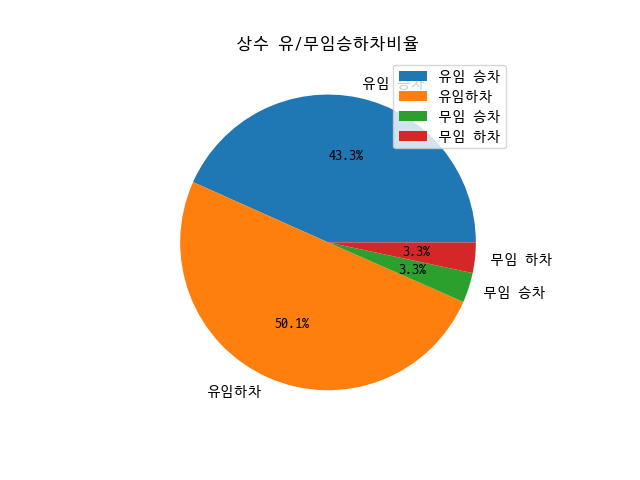 상수 유/무임승하차비율
유임 승차
유임 승차
유임하차
무임 승차
무임 하차
43.3%
3.3%
무임 하차
3.3%
무임 승차
50.1%
유임하차